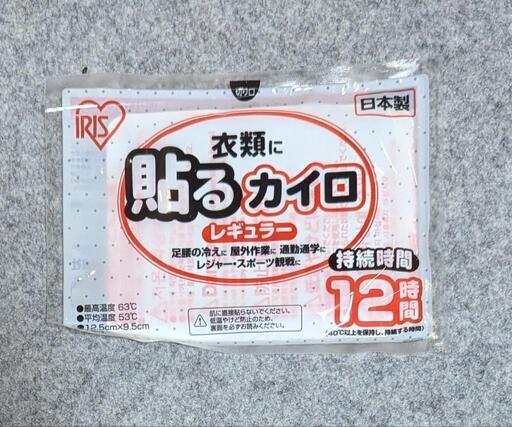 切り口
IRIS
日本製
衣類に
貼るカイロ
レギュラー
足腰の冷えに 屋外作業に 通勤通学に
レジャー・スポーツ観戦に
持続時間
12時間
(40℃以上を保持し、持続する時間)
●最高温度 63℃
●平均温度 53℃
●12.5cm×9.5cm
肌に直接貼らないでください。
低温やけど防止のため、
裏面を必ずお読みください。